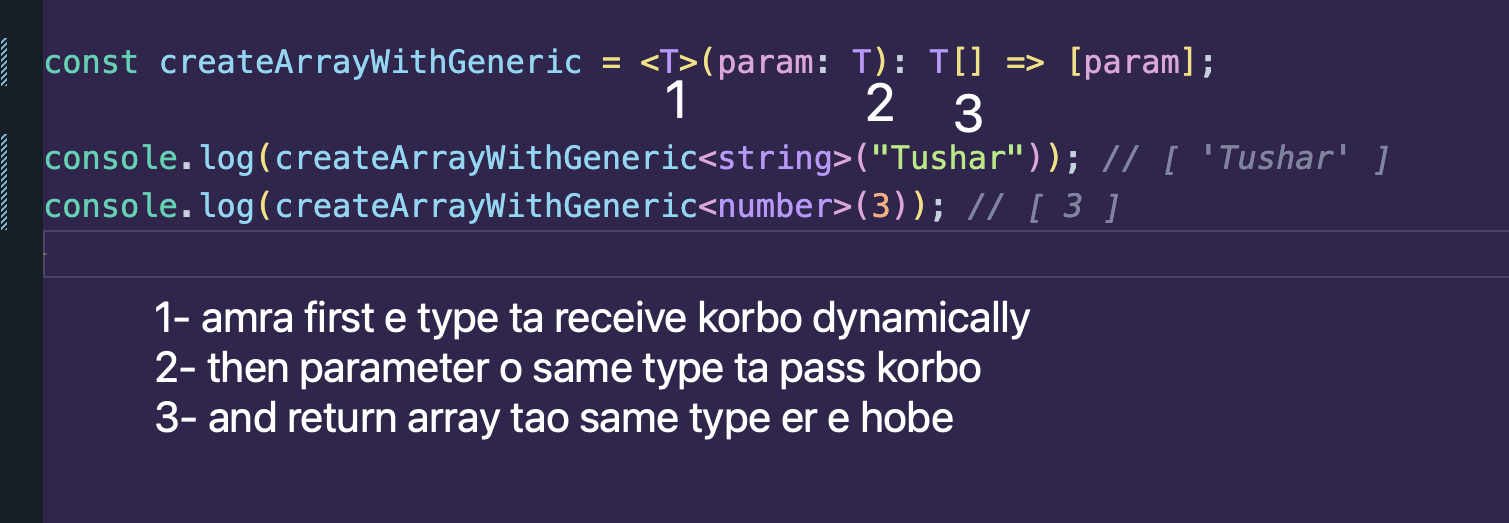 const createArrayWithGeneric = <T>(param: T): T[] => [param];
1 2 3
console.log(createArrayWithGeneric<string>("Tushar")); // [ 'Tushar' ]
console.log(createArrayWithGeneric<number>(3)); // [ 3 ]
1- amra first e type ta receive korbo dynamically
2- then parameter o same type ta pass korbo
3- and return array tao same type er e hobe